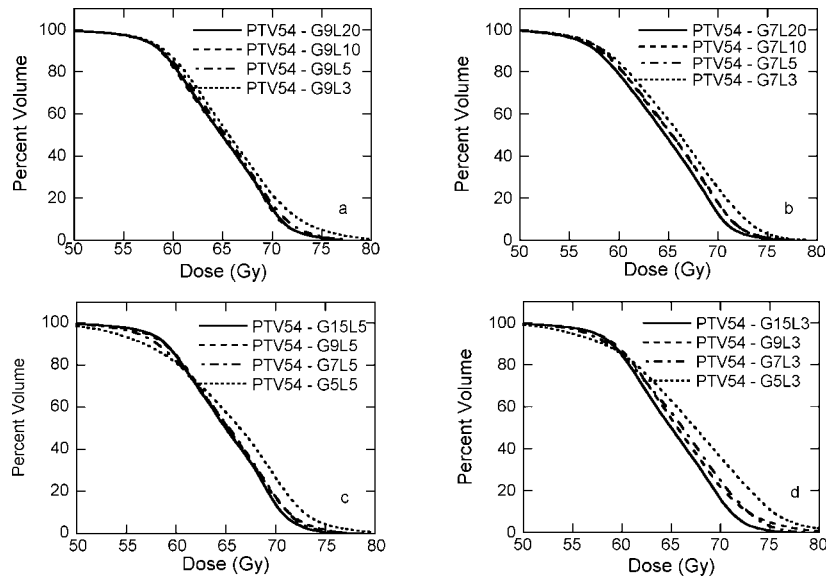 100
80
60
40
20
0
Percent Volume
PTV54 - G9L20
PTV54 - G9L10
PTV54 - G9L5
PTV54 - G9L3
a
50 55 60 65 70 75 80
Dose (Gy)
100
80
60
40
20
0
Percent Volume
PTV54 - G7L20
PTV54 - G7L10
PTV54 - G7L5
PTV54 - G7L3
b
50 55 60 65 70 75 80
Dose (Gy)
100
80
60
40
20
0
Percent Volume
PTV54 - G15L5
PTV54 - G9L5
PTV54 - G7L5
PTV54 - G5L5
c
50 55 60 65 70 75 80
Dose (Gy)
100
80
60
40
20
0
Percent Volume
PTV54 - G15L3
PTV54 - G9L3
PTV54 - G7L3
PTV54 - G5L3
d
50 55 60 65 70 75 80
Dose (Gy)